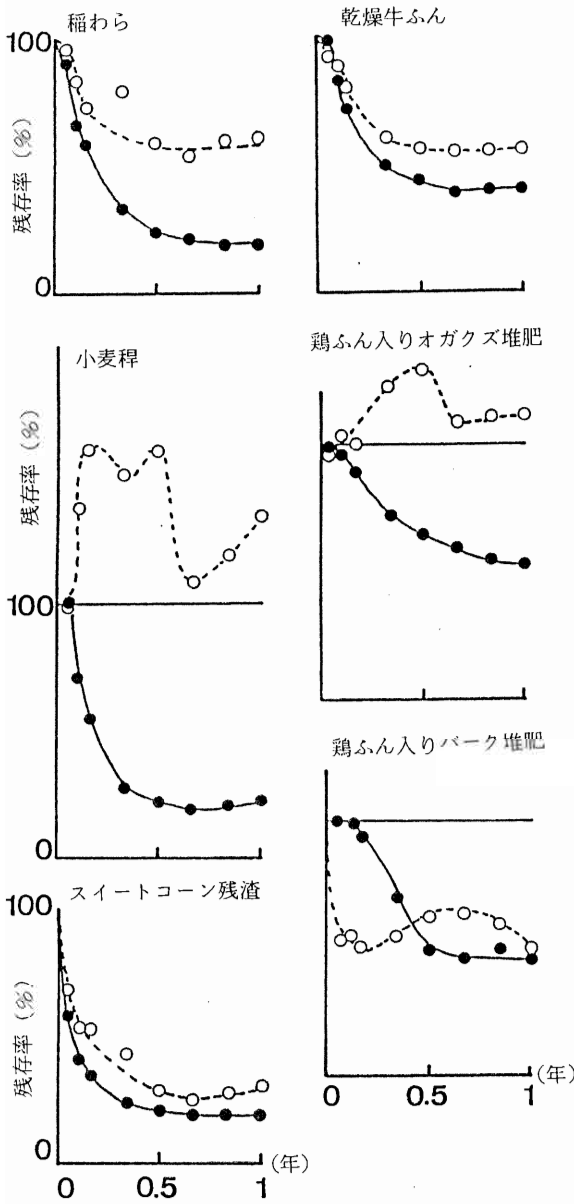 稲わら
100
残存率 (%)
0
乾燥牛ふん
小麦稈
残存率 (%)
100
0
鶏ふん入りオガクズ堆肥
鶏ふん入りバーク堆肥
(年)
0 0.5 1
スイートコーン残渣
100
残存率 (%)
0
(年)
0 0.5 1